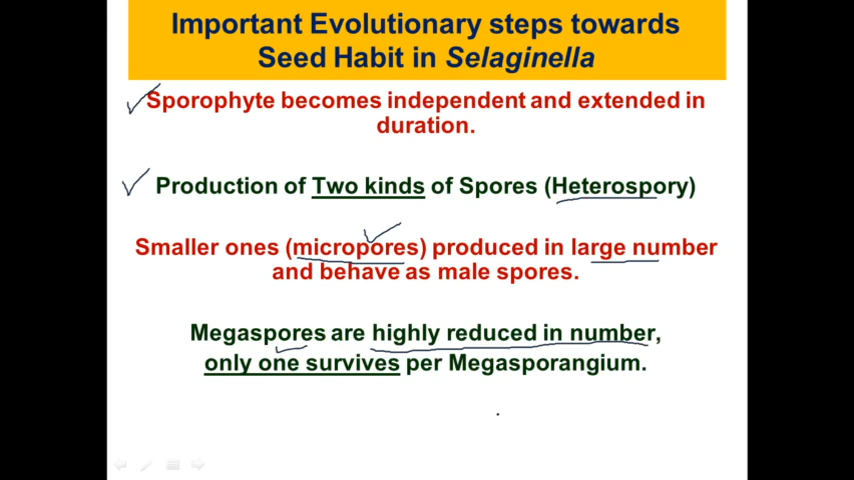 Important Evolutionary steps towards
Seed Habit in Selaginella
Sporophyte becomes independent and extended in
duration.
Production of Two kinds of Spores (Heterospory)
Smaller ones (micropores) produced in large number
and behave as male spores.
Megaspores are highly reduced in number,
only one survives per Megasporangium.